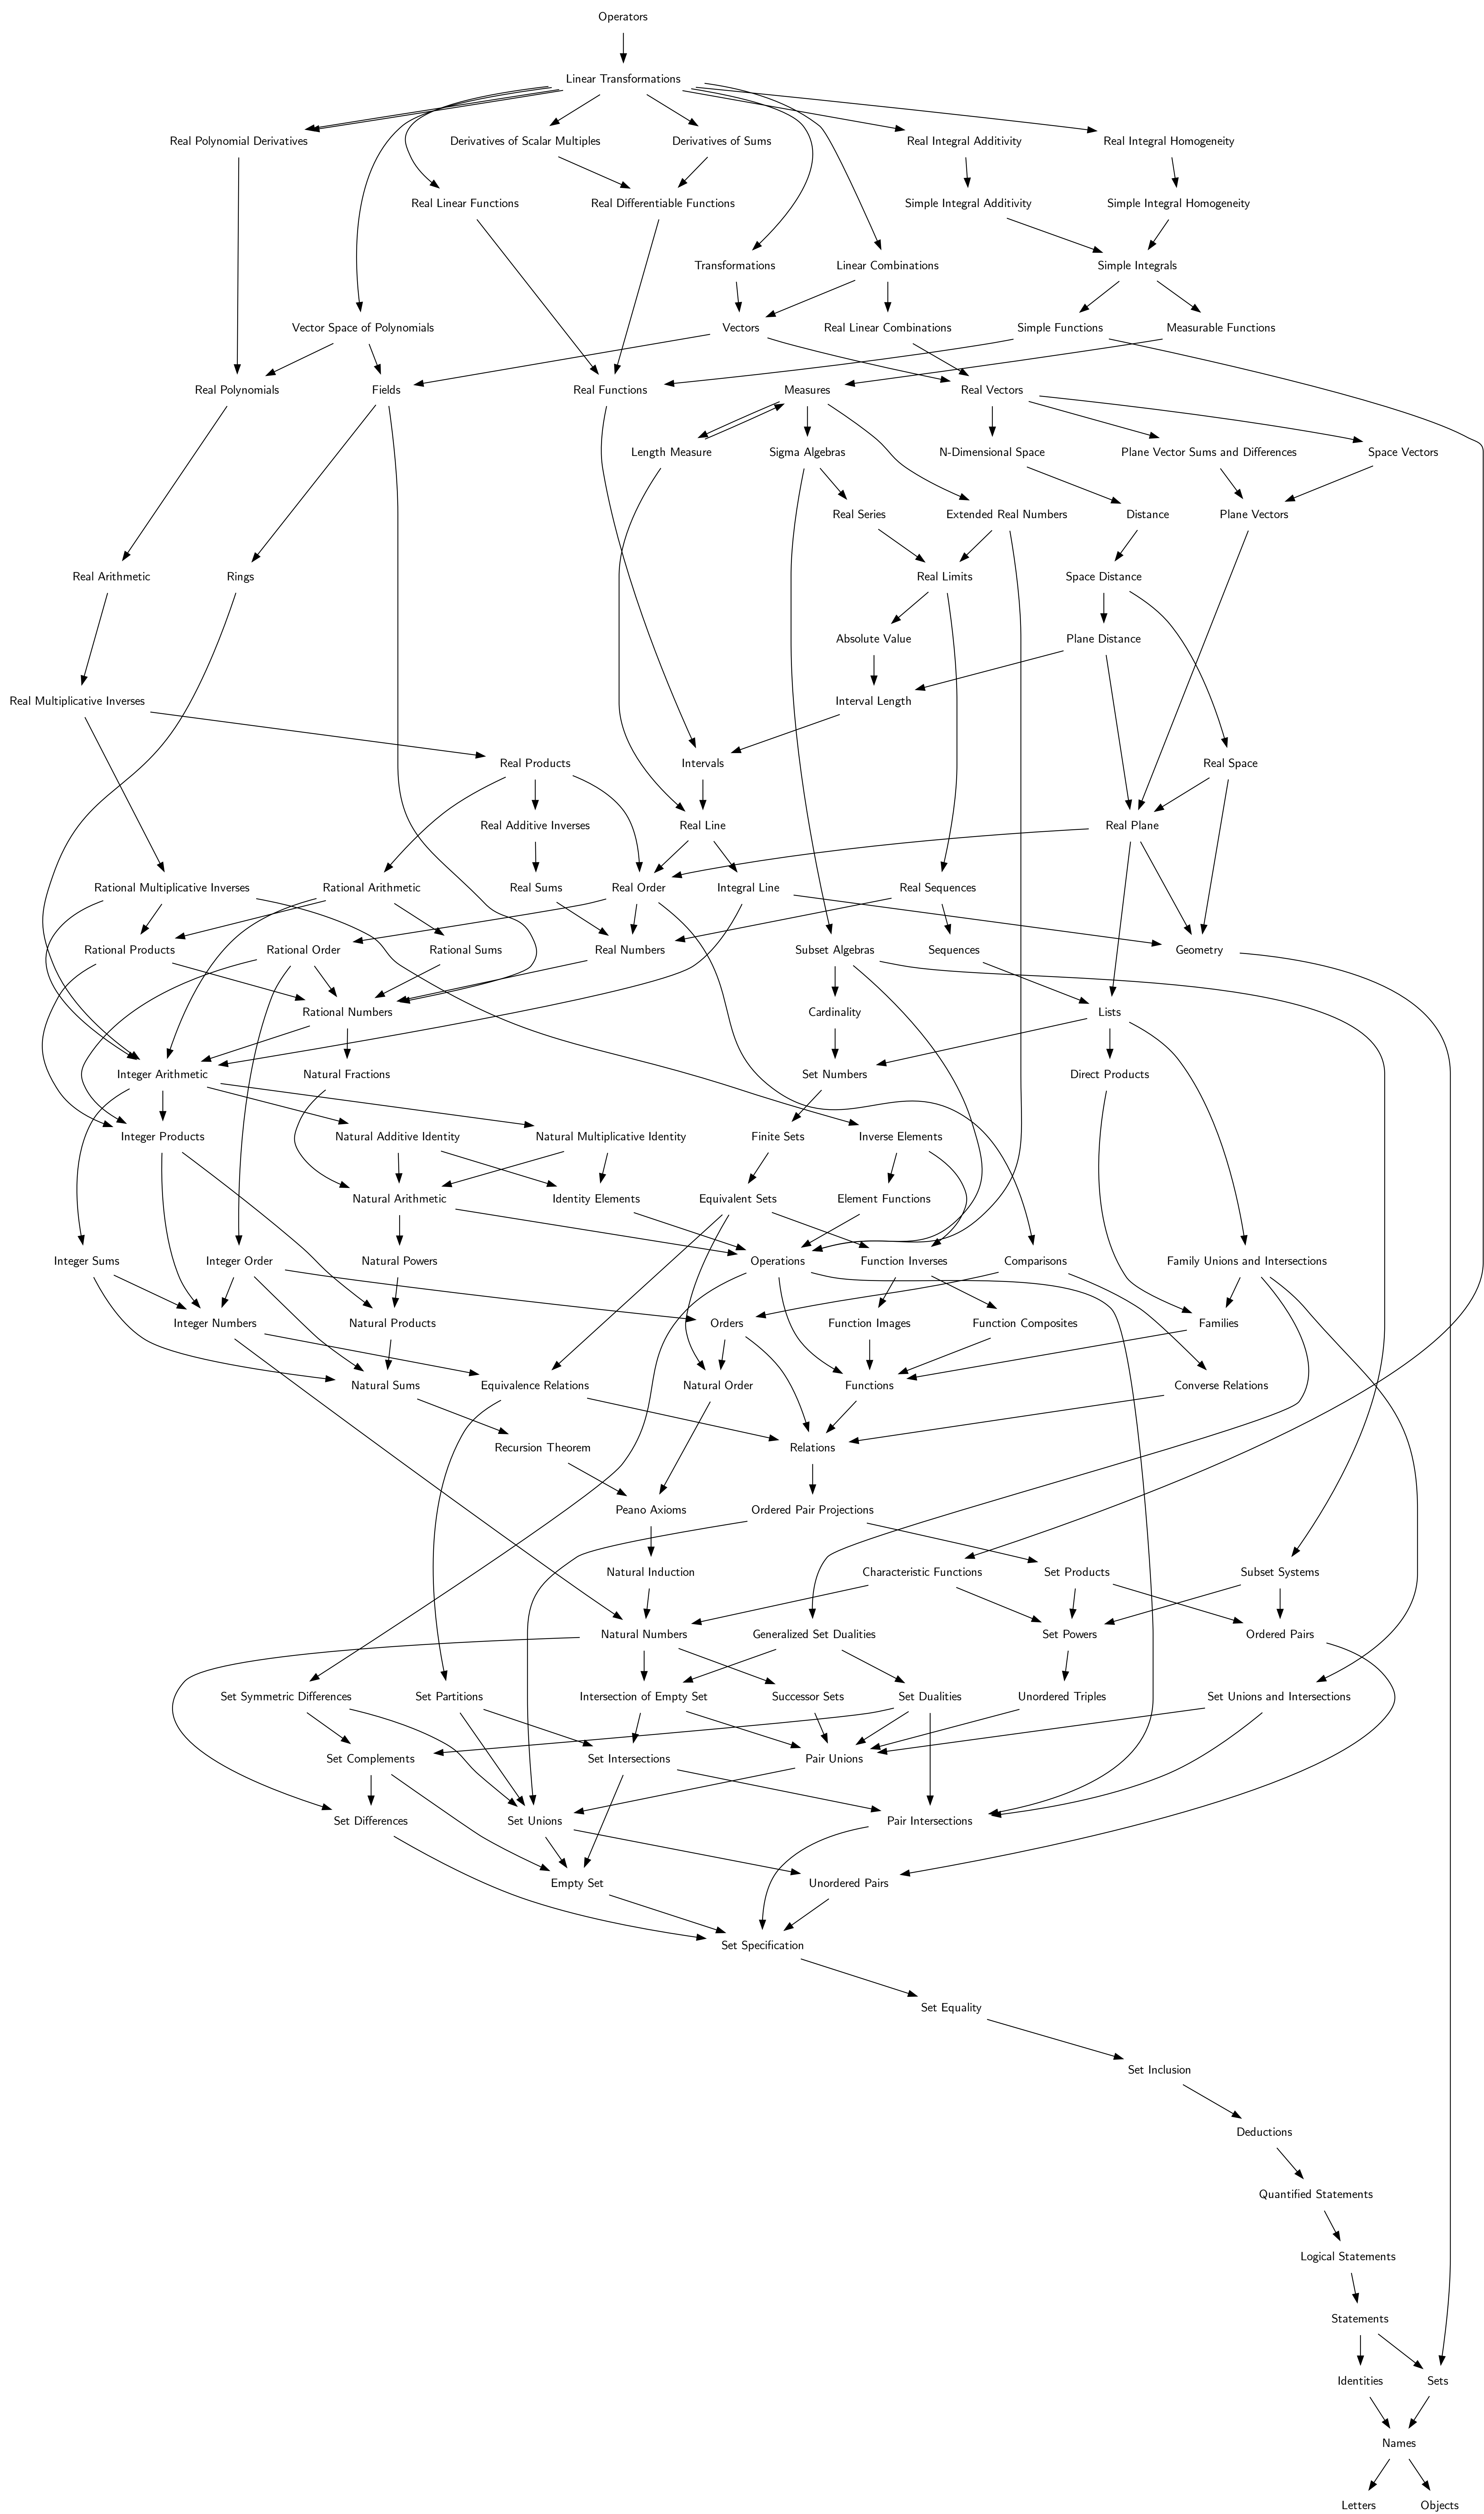 Operators
Linear Transformations
Real Polynomial Derivatives
Derivatives of Scalar Multiples
Derivatives of Sums
Real Integral Additivity
Real Integral Homogeneity
Real Linear Functions
Real Differentiable Functions
Simple Integral Additivity
Simple Integral Homogeneity
Transformations
Linear Combinations
Simple Integrals
Vector Space of Polynomials
Vectors
Real Linear Combinations
Simple Functions
Measurable Functions
Real Polynomials
Fields
Real Functions
Measures
Real Vectors
Length Measure
Sigma Algebras
N-Dimensional Space
Plane Vector Sums and Differences
Space Vectors
Real Series
Extended Real Numbers
Distance
Plane Vectors
Real Arithmetic
Rings
Real Limits
Space Distance
Absolute Value
Plane Distance
Real Multiplicative Inverses
Interval Length
Real Products
Intervals
Real Space
Real Additive Inverses
Real Line
Real Plane
Rational Multiplicative Inverses
Rational Arithmetic
Real Sums
Real Order
Integral Line
Real Sequences
Rational Products
Rational Order
Rational Sums
Real Numbers
Subset Algebras
Sequences
Geometry
Rational Numbers
Cardinality
Lists
Integer Arithmetic
Natural Fractions
Set Numbers
Direct Products
Integer Products
Natural Additive Identity
Natural Multiplicative Identity
Finite Sets
Inverse Elements
Natural Arithmetic
Identity Elements
Equivalent Sets
Element Functions
Integer Sums
Integer Order
Natural Powers
Operations
Function Inverses
Comparisons
Family Unions and Intersections
Integer Numbers
Natural Products
Orders
Function Images
Function Composites
Families
Natural Sums
Equivalence Relations
Natural Order
Functions
Converse Relations
Recursion Theorem
Relations
Peano Axioms
Ordered Pair Projections
Natural Induction
Characteristic Functions
Set Products
Subset Systems
Natural Numbers
Generalized Set Dualities
Set Powers
Ordered Pairs
Set Symmetric Differences
Set Partitions
Intersection of Empty Set
Successor Sets
Set Dualities
Unordered Triples
Set Unions and Intersections
Set Complements
Set Intersections
Pair Unions
Set Differences
Set Unions
Pair Intersections
Empty Set
Unordered Pairs
Set Specification
Set Equality
Set Inclusion
Deductions
Quantified Statements
Logical Statements
Statements
Identities
Sets
Names
Letters
Objects